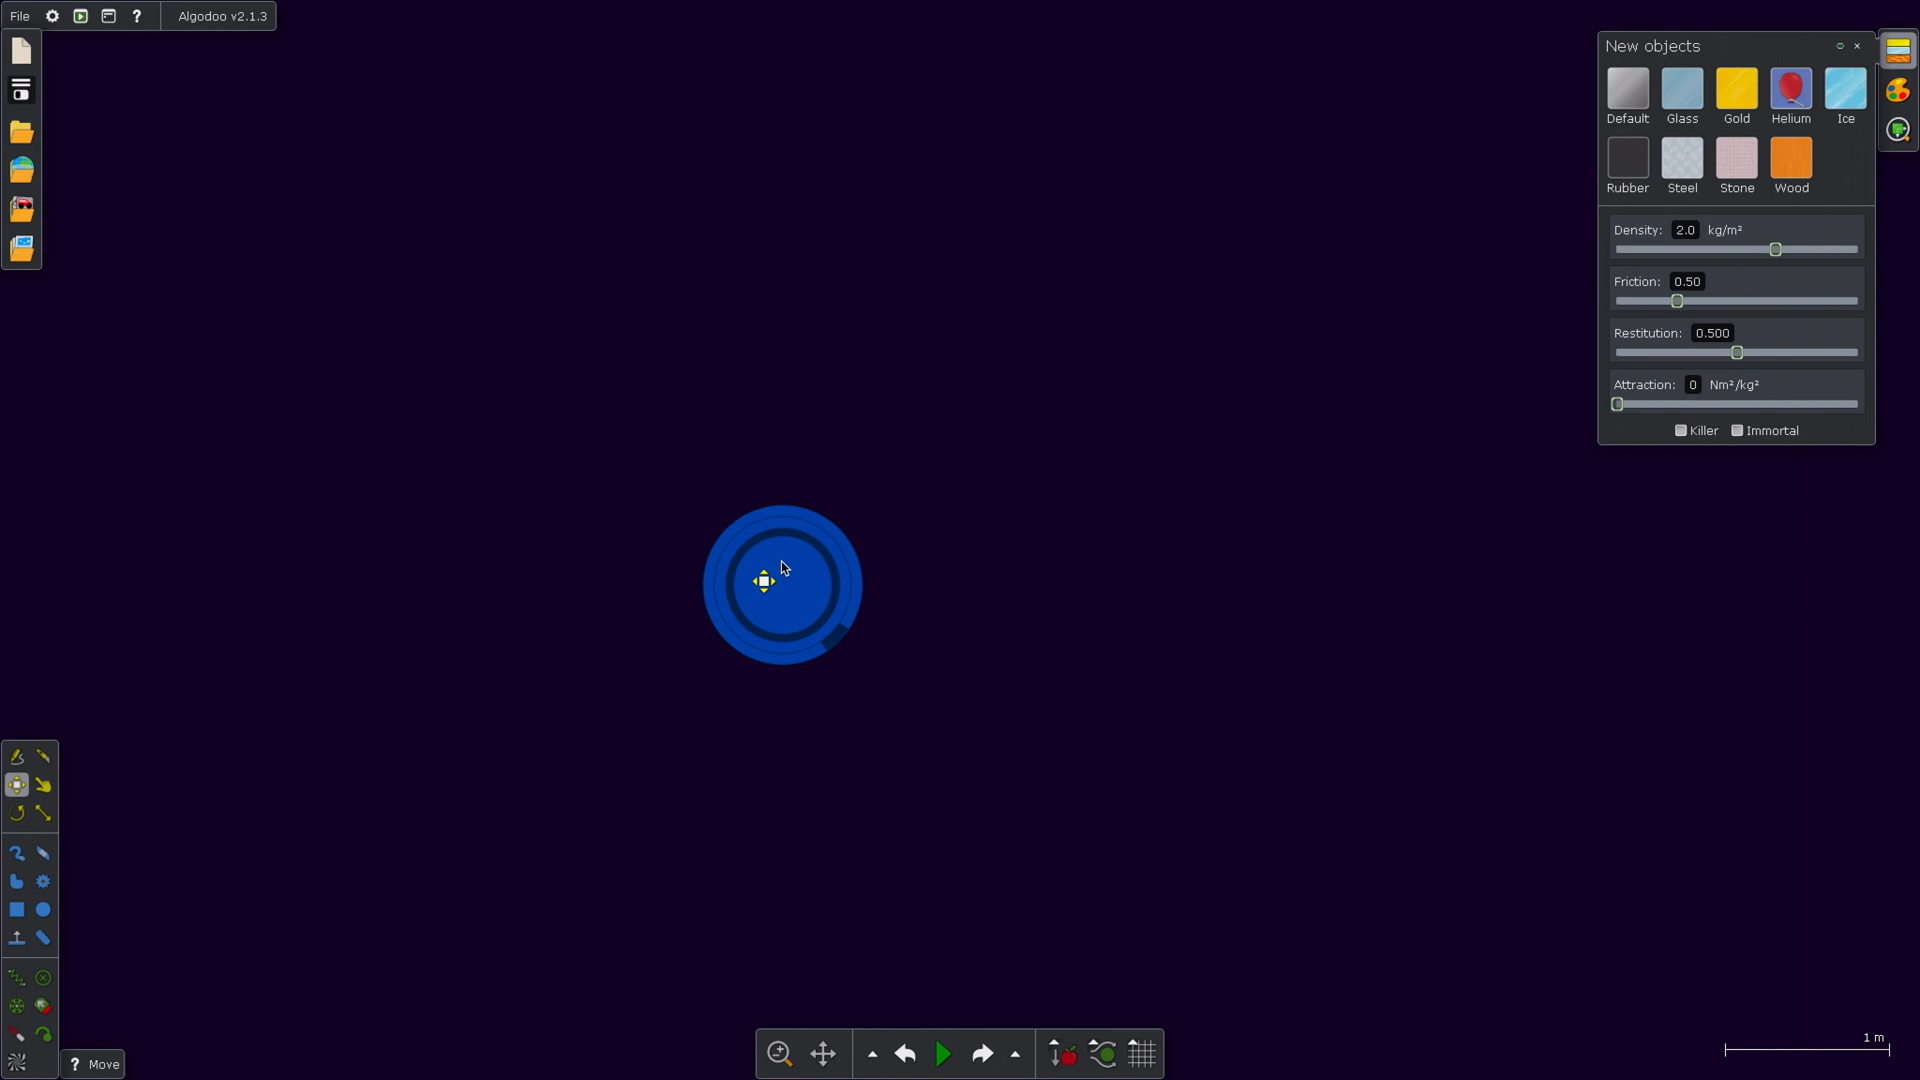 File ? Algodoo v2.1.3
New objects
Default Glass Gold Helium Ice
Rubber Steel Stone Wood
Density: 2.0 kg/m²
Friction: 0.50
Restitution: 0.500
Attraction: 0 Nm²/kg²
Killer Immortal
? Move
1 m